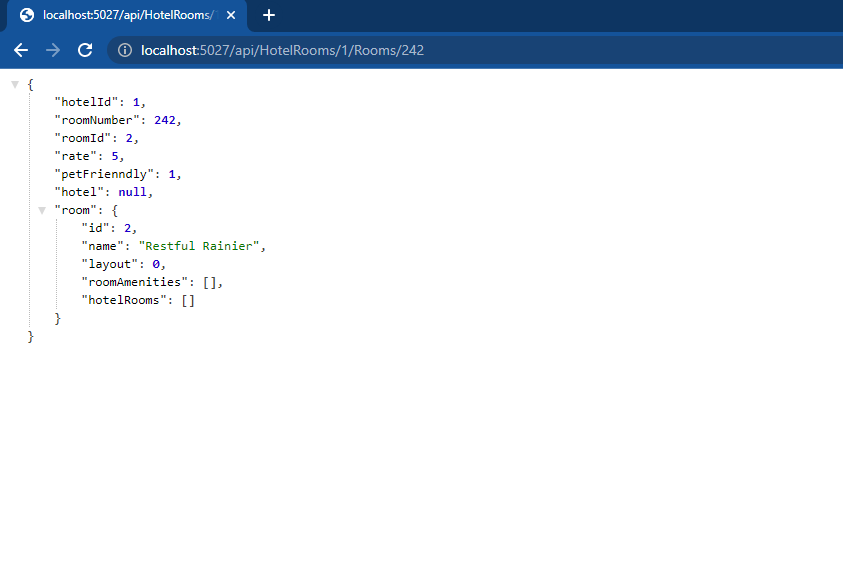 localhost:5027/api/HotelRooms/
localhost:5027/api/HotelRooms/1/Rooms/242
{
"hotelId": 1,
"roomNumber": 242,
"roomId": 2,
"rate": 5,
"petFrienndly": 1,
"hotel": null,
"room": {
"id": 2,
"name": "Restful Rainier",
"layout": 0,
"roomAmenities": [],
"hotelRooms": []
}
}